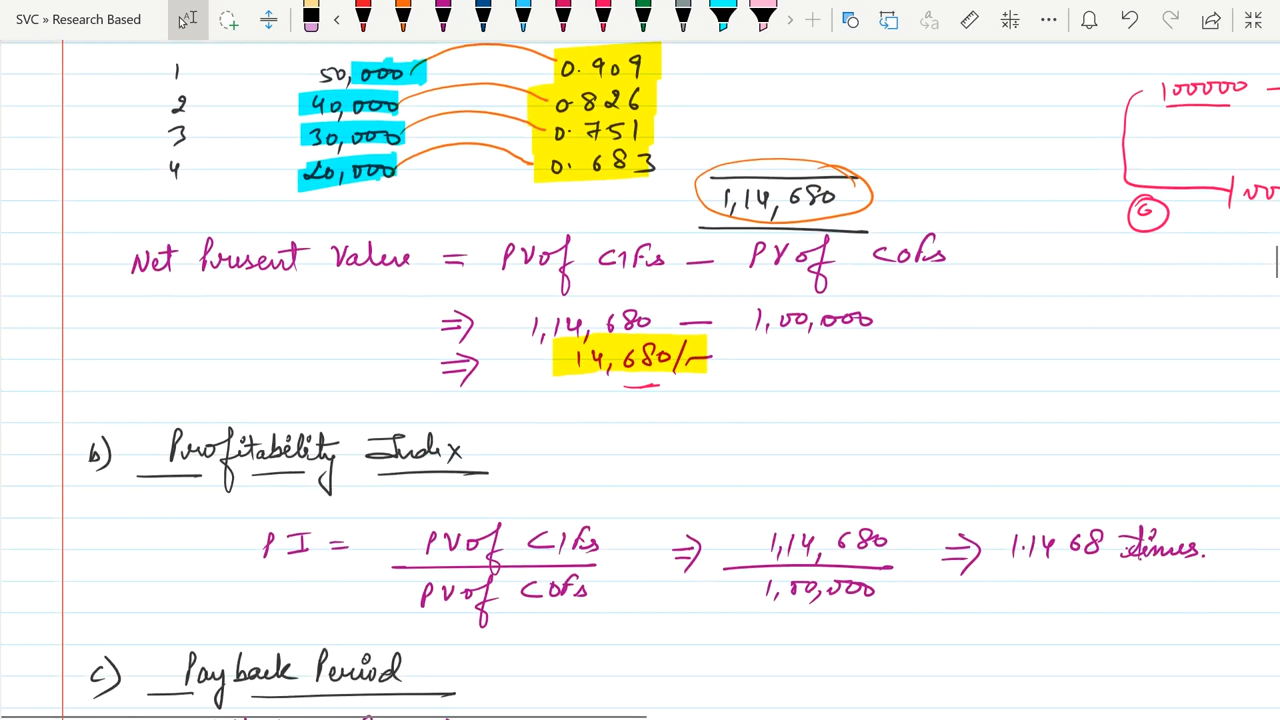 SVC » Research Based
1 50,000 0.909
100000 -
2 40,000 0.826
3 30,000 0.751
4 20,000 0.683
1,14,680
6
Net Present Value = PV of CIFs - PV of COFs
⇒ 1,14,680 - 1,00,000
⇒ 14,680/-
b) Profitability Index
PI = PV of CIFs / PV of COFs ⇒ 1,14,680 / 1,00,000 ⇒ 1.1468 times.
c) Payback Period